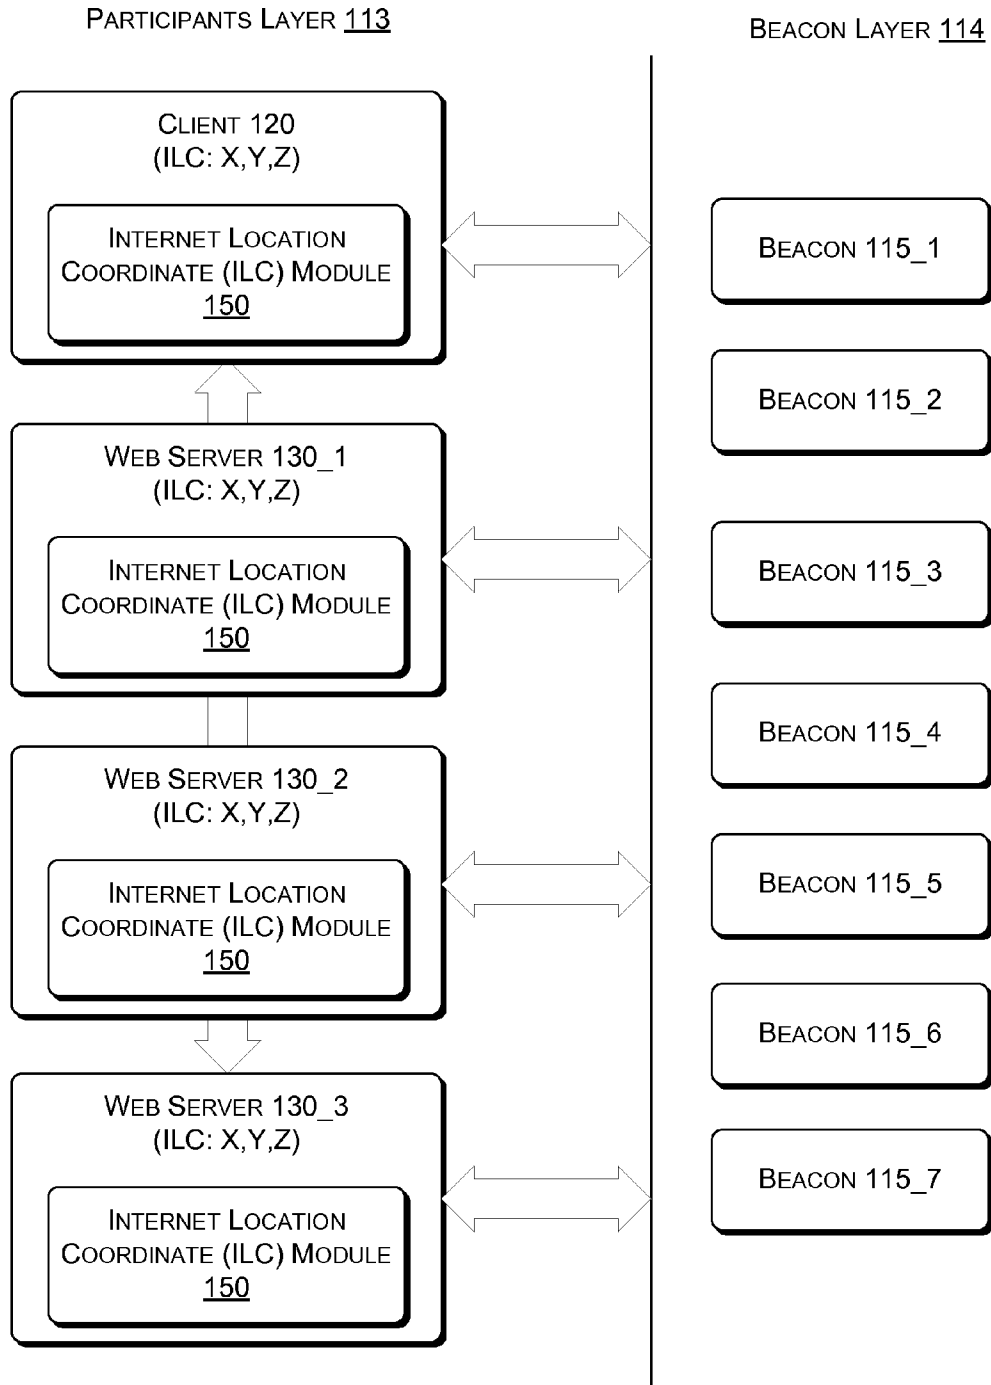 PARTICIPANTS LAYER 113
CLIENT 120
(ILC: X,Y,Z)
INTERNET LOCATION
COORDINATE (ILC) MODULE
150
WEB SERVER 130_1
(ILC: X,Y,Z)
INTERNET LOCATION
COORDINATE (ILC) MODULE
150
WEB SERVER 130_2
(ILC: X,Y,Z)
INTERNET LOCATION
COORDINATE (ILC) MODULE
150
WEB SERVER 130_3
(ILC: X,Y,Z)
INTERNET LOCATION
COORDINATE (ILC) MODULE
150
BEACON LAYER 114
BEACON 115_1
BEACON 115_2
BEACON 115_3
BEACON 115_4
BEACON 115_5
BEACON 115_6
BEACON 115_7